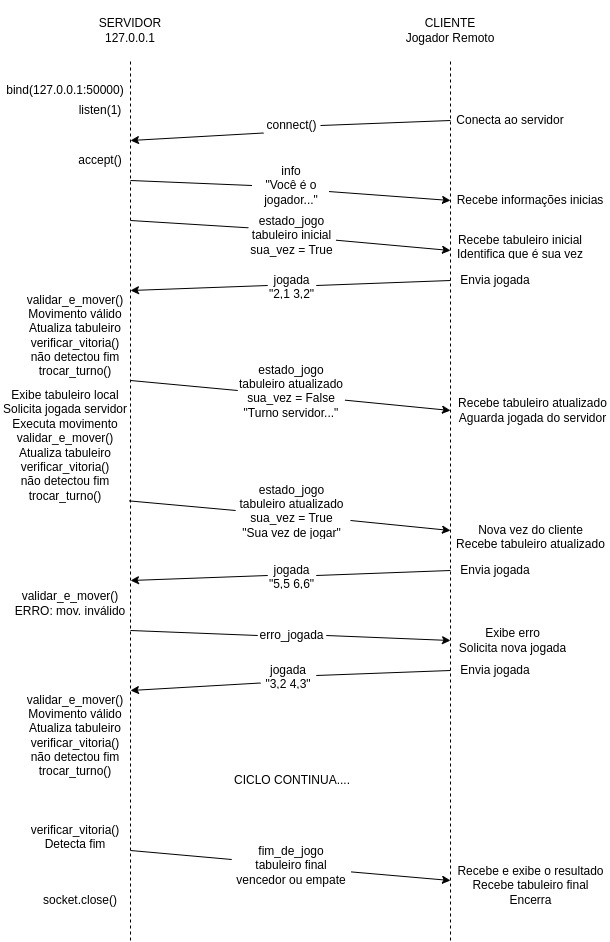 SERVIDOR
127.0.0.1
CLIENTE
Jogador Remoto
bind(127.0.0.1:50000)
listen(1)
connect()
Conecta ao servidor
accept()
info
"Você é o
jogador..."
Recebe informações inicias
estado_jogo
tabuleiro inicial
sua_vez = True
Recebe tabuleiro inicial
Identifica que é sua vez
jogada
"2,1 3,2"
Envia jogada
validar_e_mover()
Movimento válido
Atualiza tabuleiro
verificar_vitoria()
não detectou fim
trocar_turno()
estado_jogo
tabuleiro atualizado
sua_vez = False
"Turno servidor..."
Recebe tabuleiro atualizado
Aguarda jogada do servidor
Exibe tabuleiro local
Solicita jogada servidor
Executa movimento
validar_e_mover()
Atualiza tabuleiro
verificar_vitoria()
não detectou fim
trocar_turno()
estado_jogo
tabuleiro atualizado
sua_vez = True
"Sua vez de jogar"
Nova vez do cliente
Recebe tabuleiro atualizado
jogada
"5,5 6,6"
Envia jogada
validar_e_mover()
ERRO: mov. inválido
erro_jogada
Exibe erro
Solicita nova jogada
jogada
"3,2 4,3"
Envia jogada
validar_e_mover()
Movimento válido
Atualiza tabuleiro
verificar_vitoria()
não detectou fim
trocar_turno()
CICLO CONTINUA....
verificar_vitoria()
Detecta fim
fim_de_jogo
tabuleiro final
vencedor ou empate
Recebe e exibe o resultado
Recebe tabuleiro final
Encerra
socket.close()